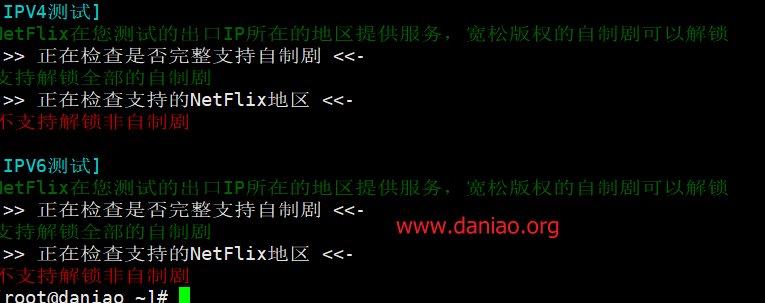 IPV4测试]
NetFlix在您测试的出口IP所在的地区提供服务，宽松版权的自制剧可以解锁
>> 正在检查是否完整支持自制剧 <<-
支持解锁全部的自制剧
>> 正在检查支持的NetFlix地区 <<-
不支持解锁非自制剧
IPV6测试]
NetFlix在您测试的出口IP所在的地区提供服务，宽松版权的自制剧可以解锁
>> 正在检查是否完整支持自制剧 <<-
支持解锁全部的自制剧
www.daniao.org
>> 正在检查支持的NetFlix地区 <<-
不支持解锁非自制剧
[root@daniao ~]#